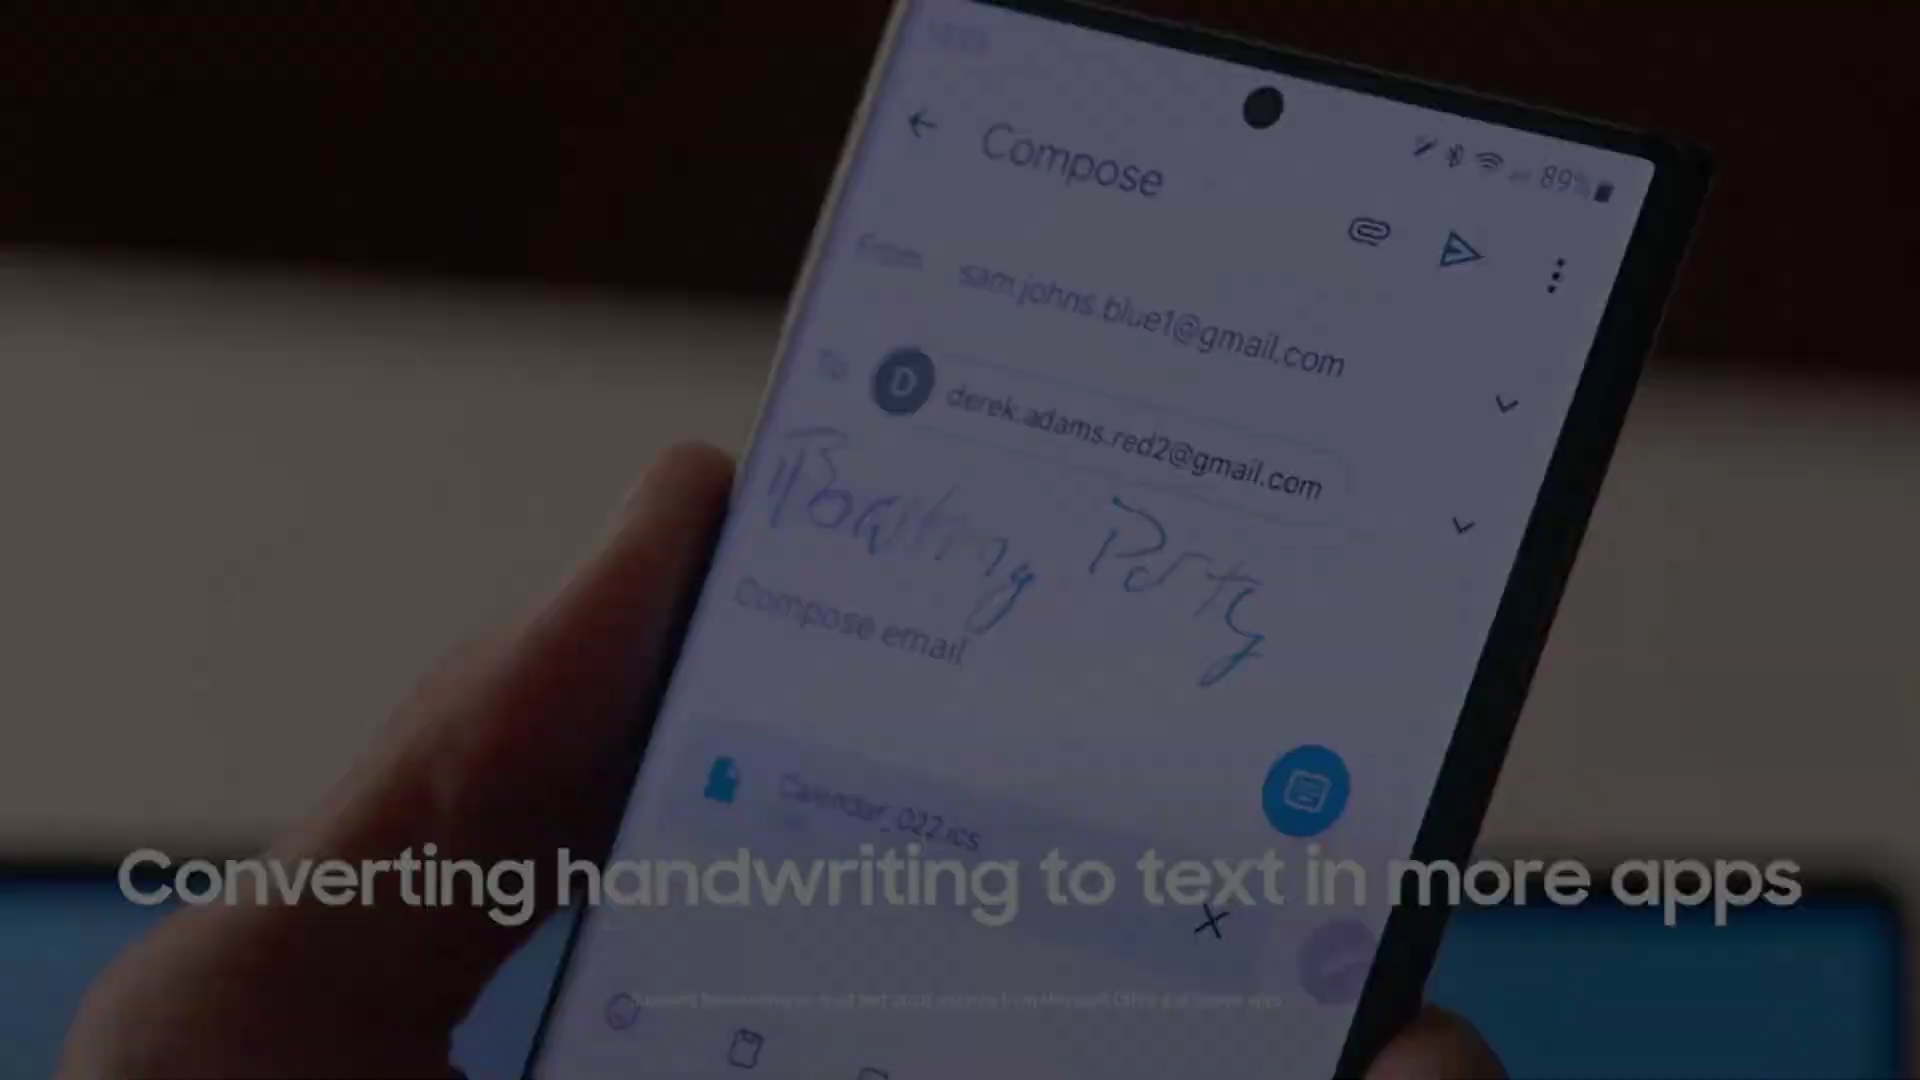 Compose
89%
From sam.johns.blue1@gmail.com
To D derek.adams.red2@gmail.com
Boating Party
Compose email
Calendar_022.ics
Converting handwriting to text in more apps